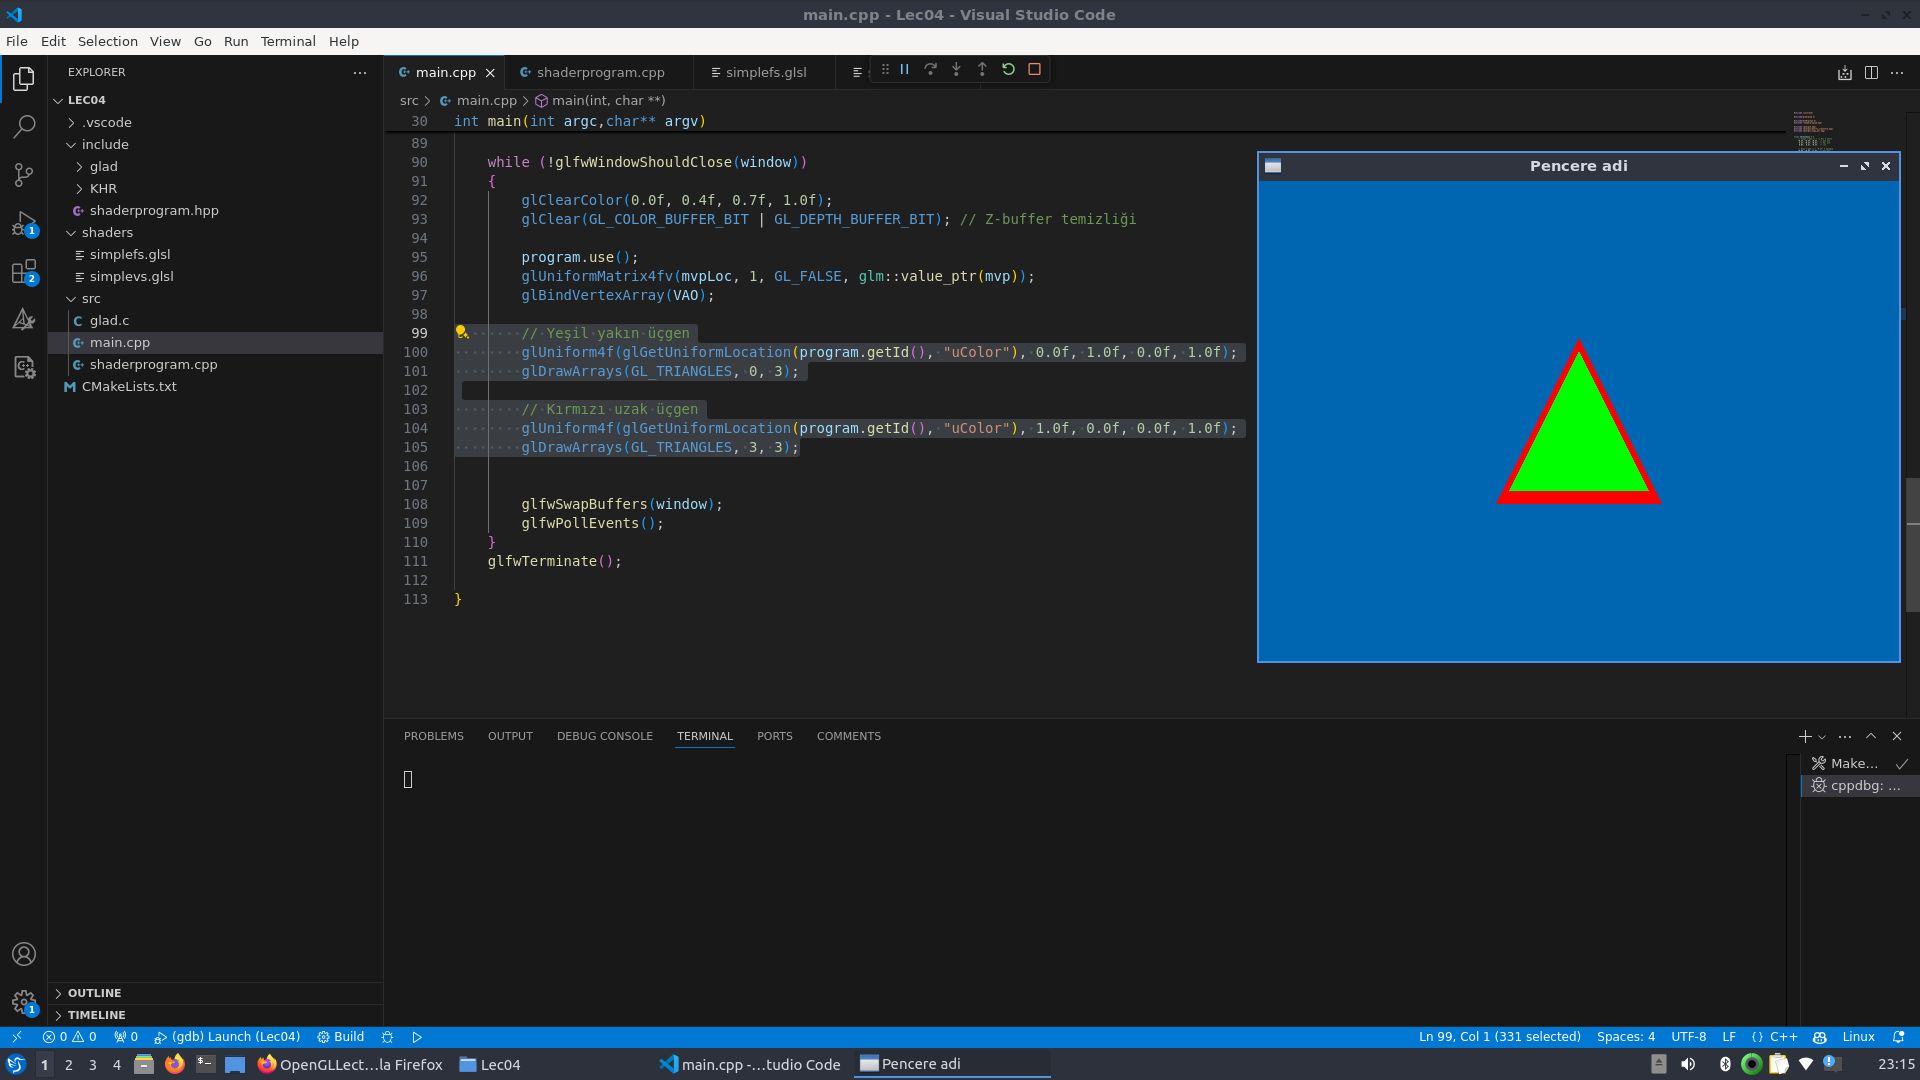 main.cpp - Lec04 - Visual Studio Code
File Edit Selection View Go Run Terminal Help
EXPLORER
LEC04
.vscode
include
glad
KHR
shaderprogram.hpp
shaders
simplefs.glsl
simplevs.glsl
src
glad.c
main.cpp
shaderprogram.cpp
CMakeLists.txt
OUTLINE
TIMELINE
1
2
1
main.cpp shaderprogram.cpp simplefs.glsl
src > main.cpp > main(int, char **)
30 int main(int argc,char** argv)
89
90 while (!glfwWindowShouldClose(window))
91 {
92 glClearColor(0.0f, 0.4f, 0.7f, 1.0f);
93 glClear(GL_COLOR_BUFFER_BIT | GL_DEPTH_BUFFER_BIT); // Z-buffer temizliği
94
95 program.use();
96 glUniformMatrix4fv(mvpLoc, 1, GL_FALSE, glm::value_ptr(mvp));
97 glBindVertexArray(VAO);
98
99 // Yeşil yakın üçgen
100 glUniform4f(glGetUniformLocation(program.getId(), "uColor"), 0.0f, 1.0f, 0.0f, 1.0f);
101 glDrawArrays(GL_TRIANGLES, 0, 3);
102
103 // Kırmızı uzak üçgen
104 glUniform4f(glGetUniformLocation(program.getId(), "uColor"), 1.0f, 0.0f, 0.0f, 1.0f);
105 glDrawArrays(GL_TRIANGLES, 3, 3);
106
107
108 glfwSwapBuffers(window);
109 glfwPollEvents();
110 }
111 glfwTerminate();
112
113 }
Pencere adi
PROBLEMS OUTPUT DEBUG CONSOLE TERMINAL PORTS COMMENTS
Make...
cppdbg: ...
0 0 0 (gdb) Launch (Lec04) Build
Ln 99, Col 1 (331 selected) Spaces: 4 UTF-8 LF {} C++ Linux
1 2 3 4 OpenGLLect...la Firefox Lec04 main.cpp -...tudio Code Pencere adi 23:15